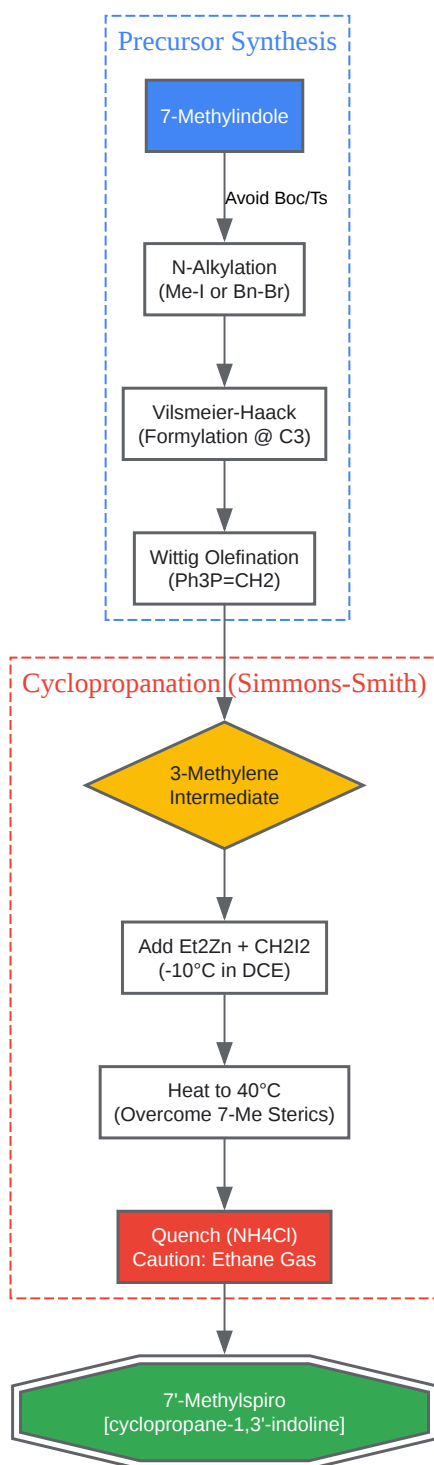 Precursor Synthesis
7-Methylindole
Avoid Boc/Ts
N-Alkylation
(Me-I or Bn-Br)
Vilsmeier-Haack
(Formylation @ C3)
Wittig Olefination
(Ph3P=CH2)
Cyclopropanation (Simmons-Smith)
3-Methylene
Intermediate
Add Et2Zn + CH2I2
(-10°C in DCE)
Heat to 40°C
(Overcome 7-Me Sterics)
Quench (NH4Cl)
Caution: Ethane Gas
7'-Methylspiro
[cyclopropane-1,3'-indoline]